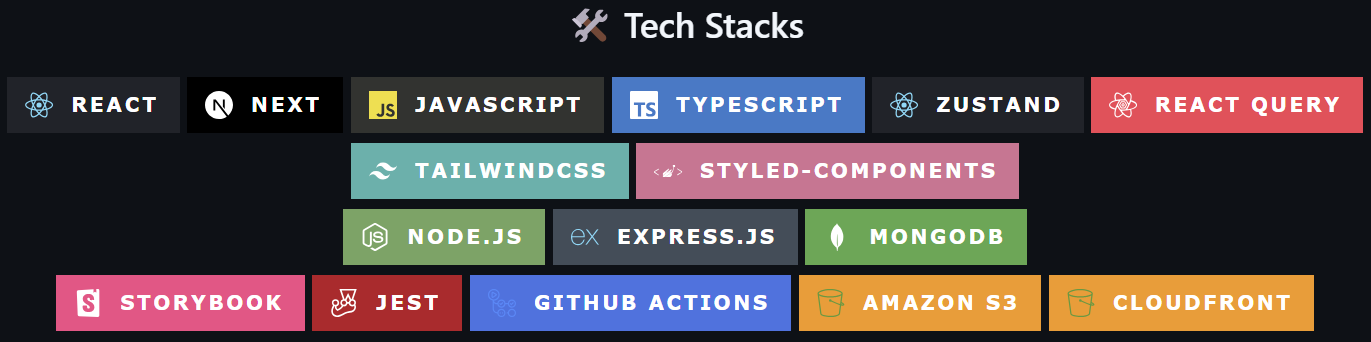 Tech Stacks
REACT NEXT JAVASCRIPT TYPESCRIPT ZUSTAND REACT QUERY
TAILWINDCSS STYLED-COMPONENTS
NODE.JS EXPRESS.JS MONGODB
STORYBOOK JEST GITHUB ACTIONS AMAZON S3 CLOUDFRONT